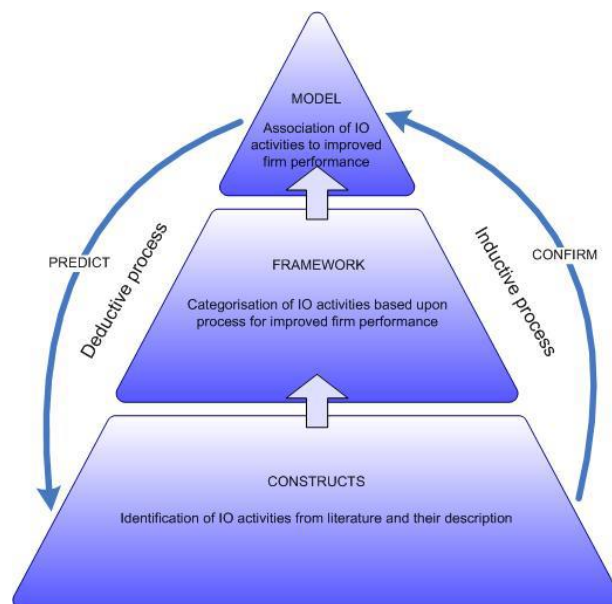 MODEL
Association of IO
activities to improved
firm performance
PREDICT
Deductive process
FRAMEWORK
Categorisation of IO activities based upon
process for improved firm performance
Inductive process
CONFIRM
CONSTRUCTS
Identification of IO activities from literature and their description